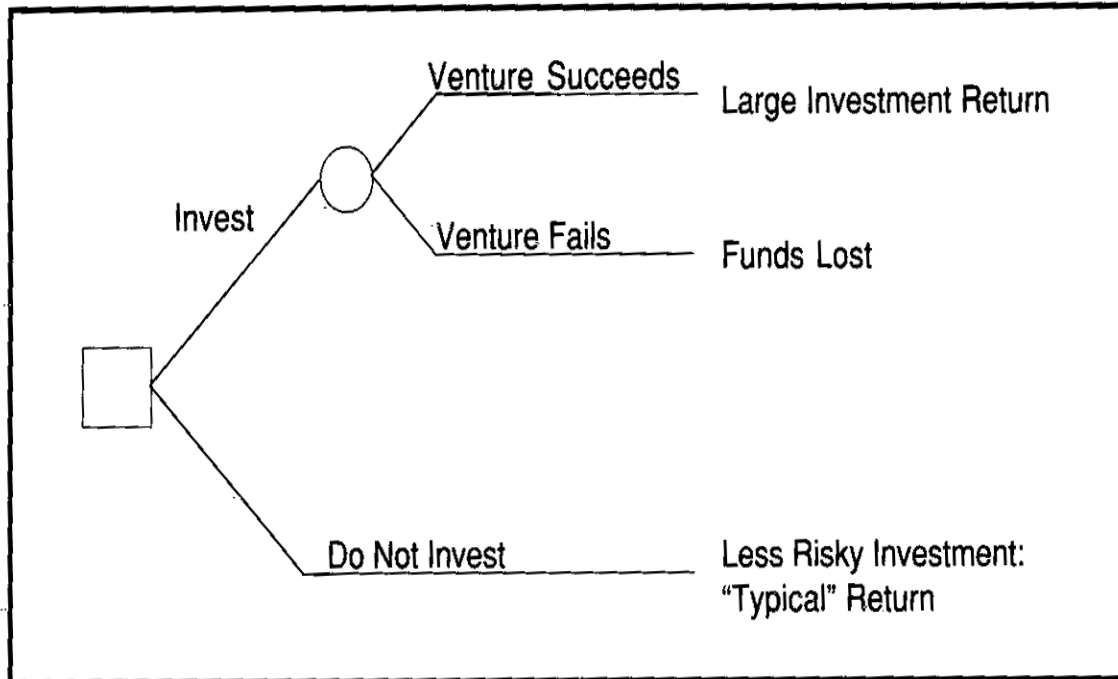 Venture Succeeds
Large Investment Return
Invest
Venture Fails
Funds Lost
Do Not Invest
Less Risky Investment:
“Typical” Return